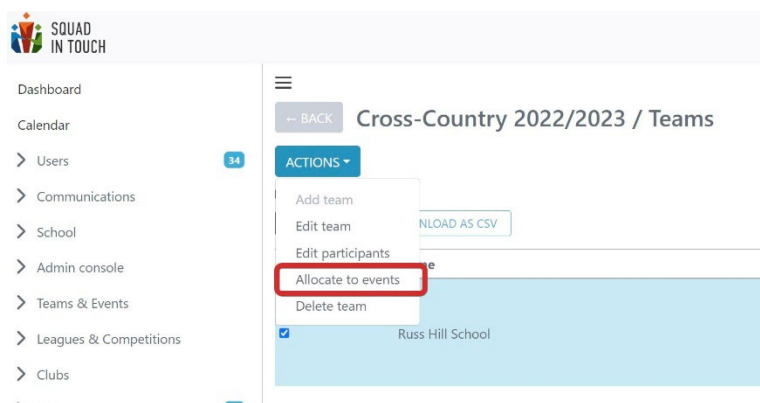 SQUAD
IN TOUCH
Dashboard
Calendar
Users 34
Communications
School
Admin console
Teams & Events
Leagues & Competitions
Clubs
← BACK Cross-Country 2022/2023 / Teams
ACTIONS
Add team
Edit team
NLOAD AS CSV
Edit participants
me
Allocate to events
Delete team
Russ Hill School